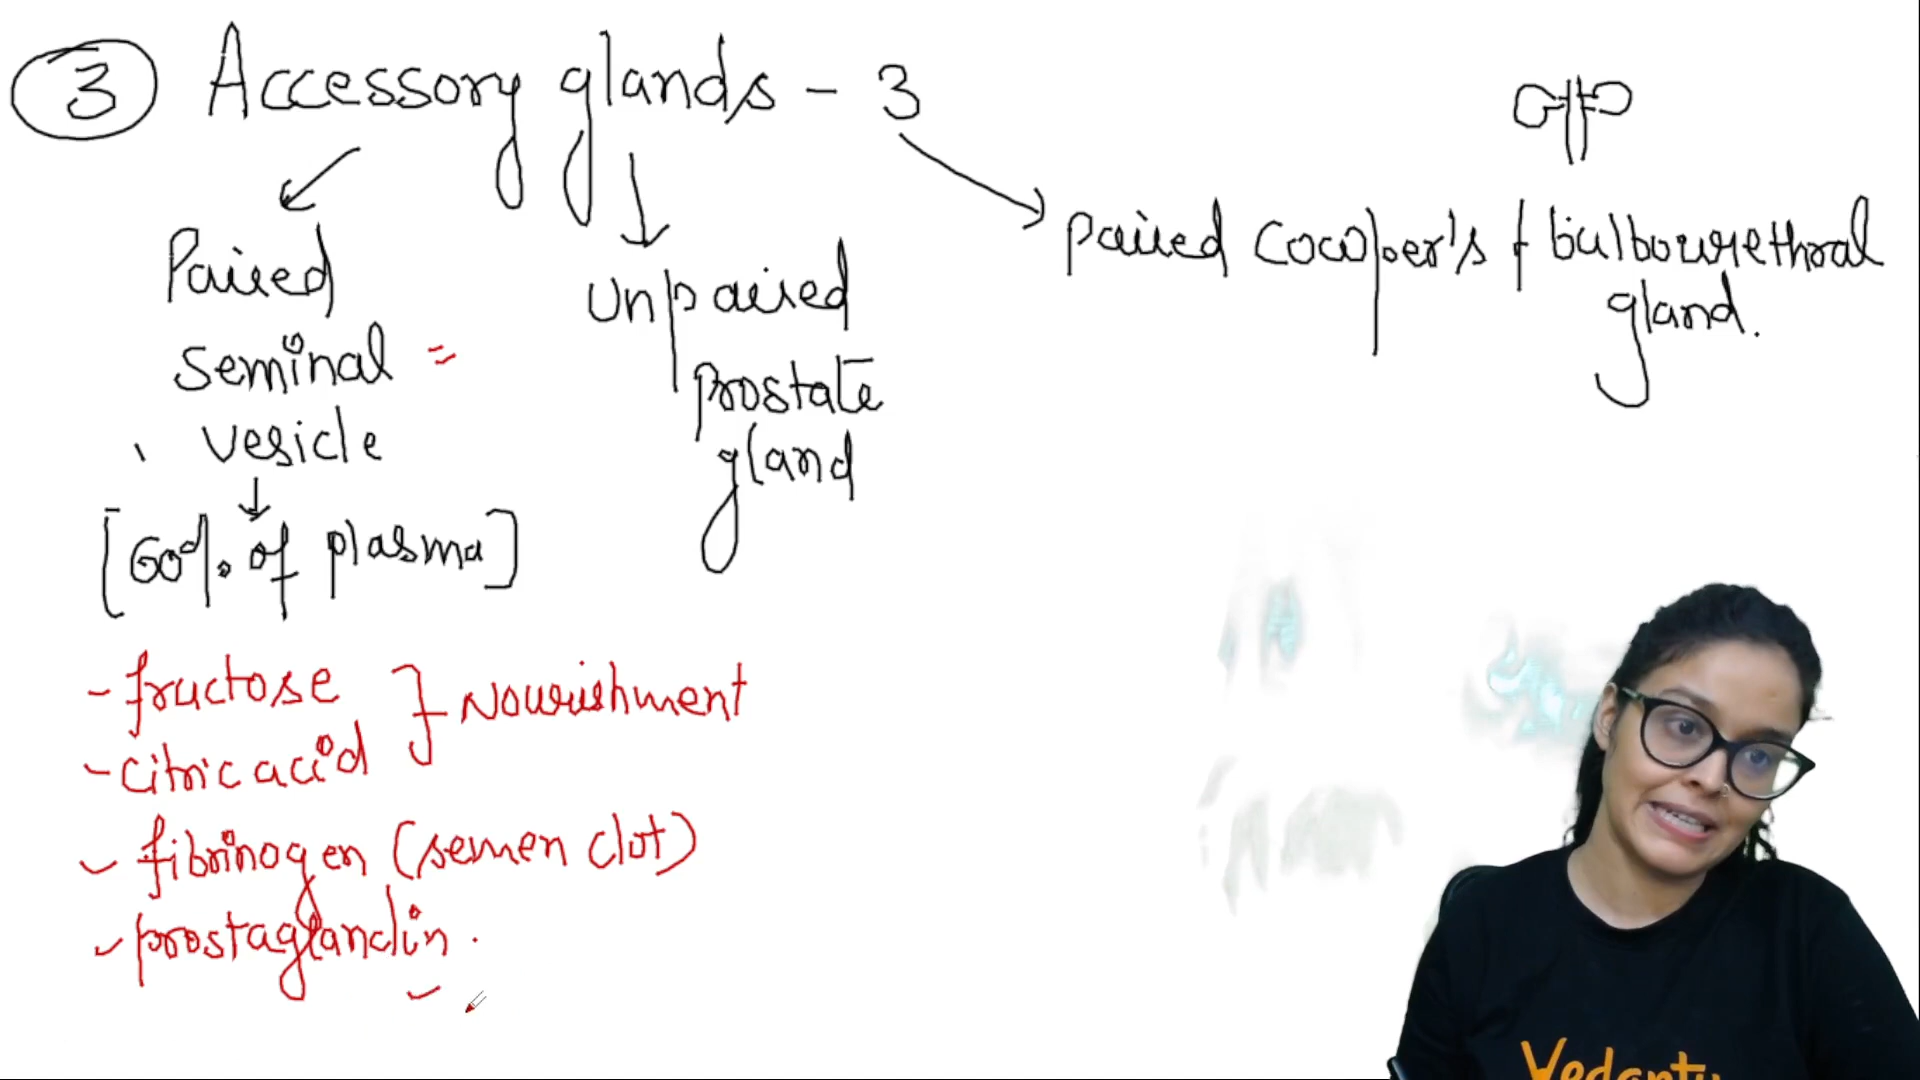 3 Accessory glands - 3
Paired
seminal =
vesicle
[60%. of plasma]
unpaired
prostate
gland
paired cowper's / bulbourethral
gland.
- fructose
- citric acid } Nourishment
- fibrinogen (semen clot)
- prostaglandin.
Vedantu